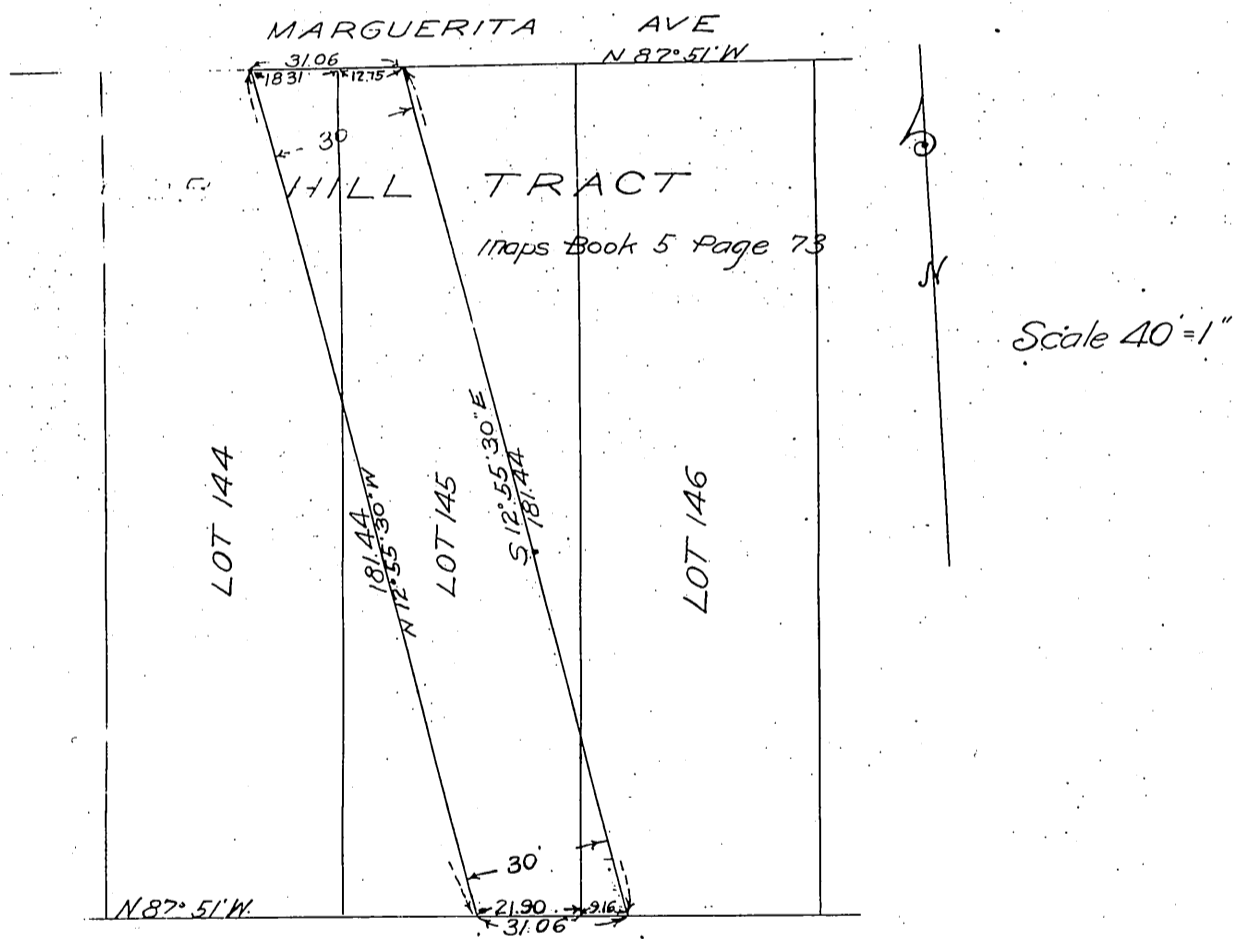 MARGUERITA AVE
N 87° 51' W
31.06
18.31 12.75
30
HILL TRACT
Maps Book 5 Page 73
N
Scale 40' = 1"
LOT 144
181.44
N 12° 55' 30" W
LOT 145
S 12° 55' 30" E
181.44
LOT 146
30'
N 87° 51' W.
21.90 9.16
31.06